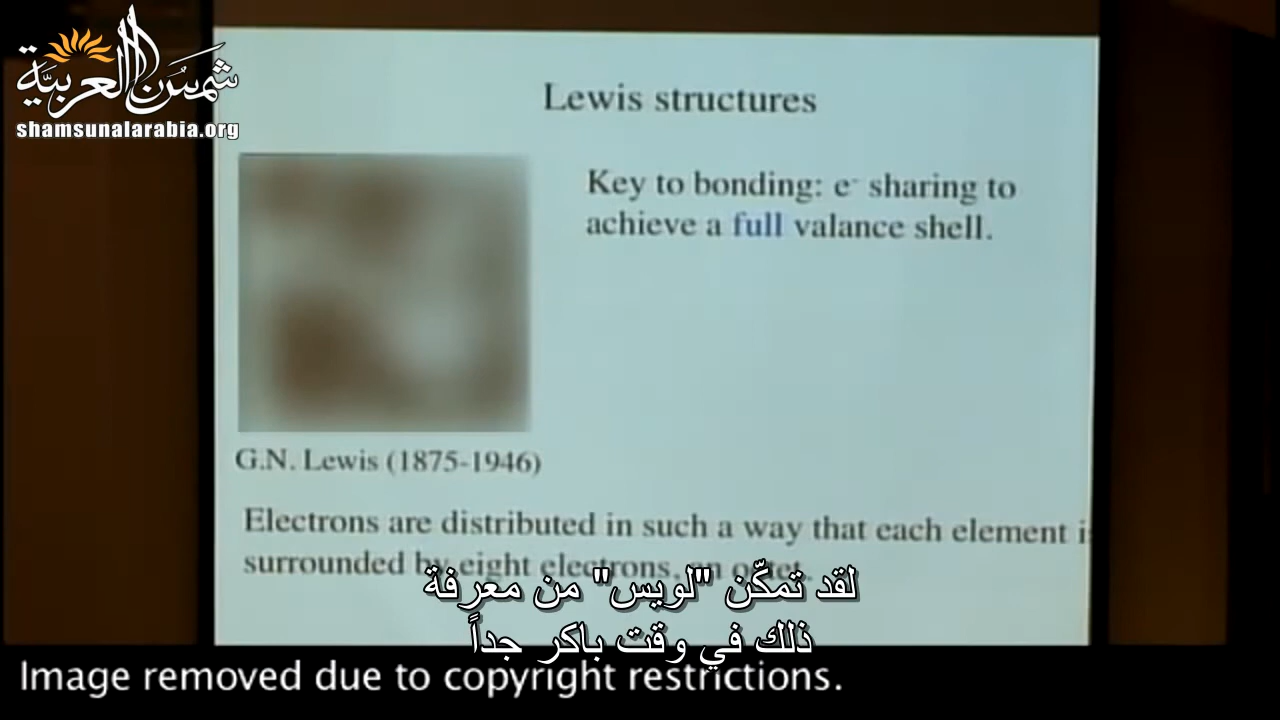 شمس العربية
shamsunalarabia.org
Lewis structures
Key to bonding: e⁻ sharing to
achieve a full valance shell.
G.N. Lewis (1875-1946)
Electrons are distributed in such a way that each element is
surrounded by eight electrons, an octet.
لقد تمكّن "لويس" من معرفة
ذلك في وقت باكر جداً
Image removed due to copyright restrictions.